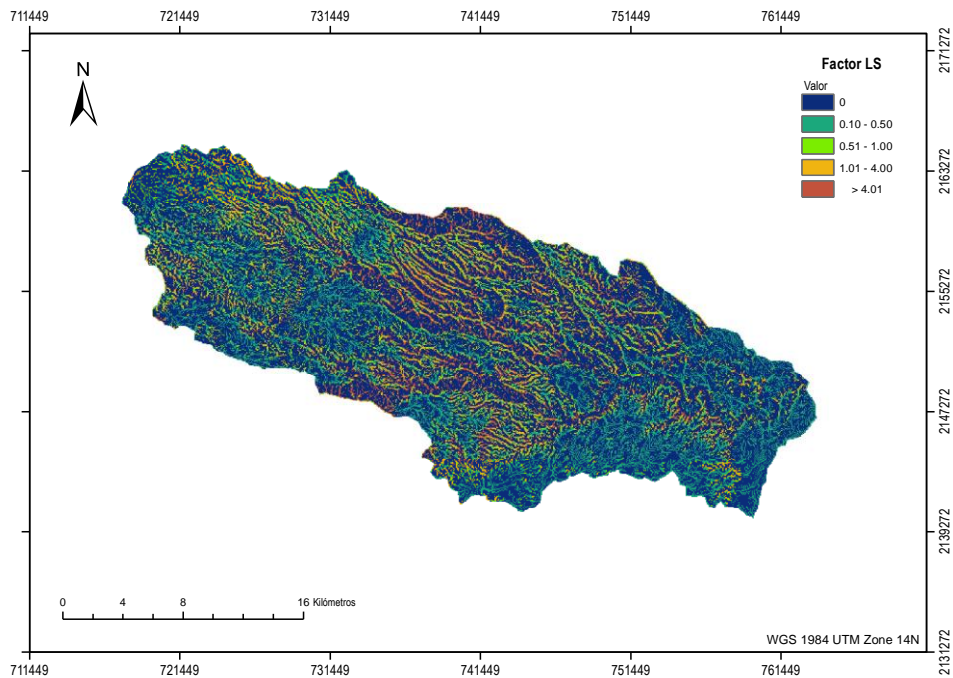 711449 721449 731449 741449 751449 761449
2171272
N
Factor LS
Valor
0
0.10 - 0.50
0.51 - 1.00
1.01 - 4.00
> 4.01
2163272
2155272
2147272
2139272
0 4 8 16 Kilómetros
WGS 1984 UTM Zone 14N
2131272
711449 721449 731449 741449 751449 761449